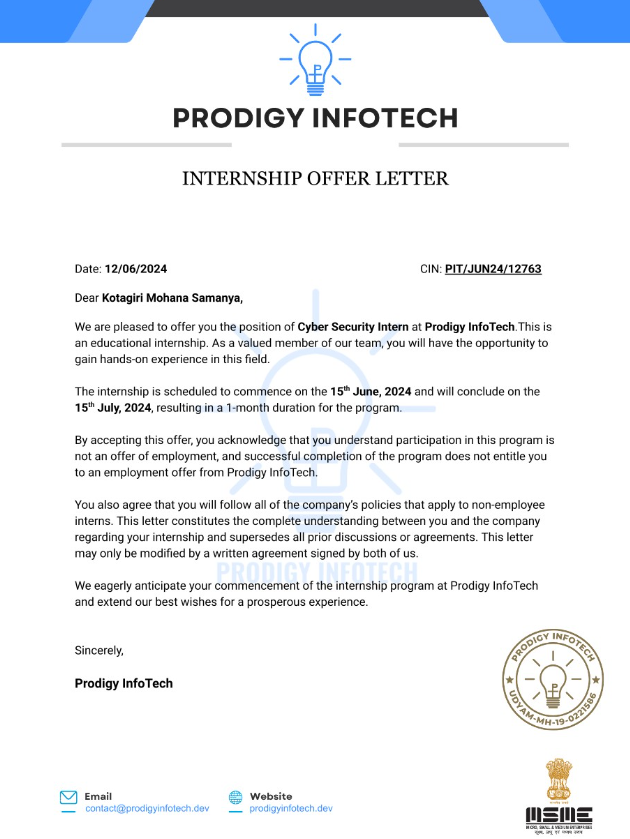 PRODIGY INFOTECH
INTERNSHIP OFFER LETTER
Date: 12/06/2024
CIN: PIT/JUN24/12763
Dear Kotagiri Mohana Samanya,
We are pleased to offer you the position of Cyber Security Intern at Prodigy InfoTech.This is
an educational internship. As a valued member of our team, you will have the opportunity to
gain hands-on experience in this field.
The internship is scheduled to commence on the 15th June, 2024 and will conclude on the
15th July, 2024, resulting in a 1-month duration for the program.
By accepting this offer, you acknowledge that you understand participation in this program is
not an offer of employment, and successful completion of the program does not entitle you
to an employment offer from Prodigy InfoTech.
You also agree that you will follow all of the company's policies that apply to non-employee
interns. This letter constitutes the complete understanding between you and the company
regarding your internship and supersedes all prior discussions or agreements. This letter
may only be modified by a written agreement signed by both of us.
PRODIGY INFOTECH
We eagerly anticipate your commencement of the internship program at Prodigy InfoTech
and extend our best wishes for a prosperous experience.
Sincerely,
Prodigy InfoTech
PRODIGY INFOTECH
UDYAM-MH-19-0221586
Email
contact@prodigyinfotech.dev
Website
prodigyinfotech.dev
MSME
MICRO, SMALL & MEDIUM ENTERPRISES